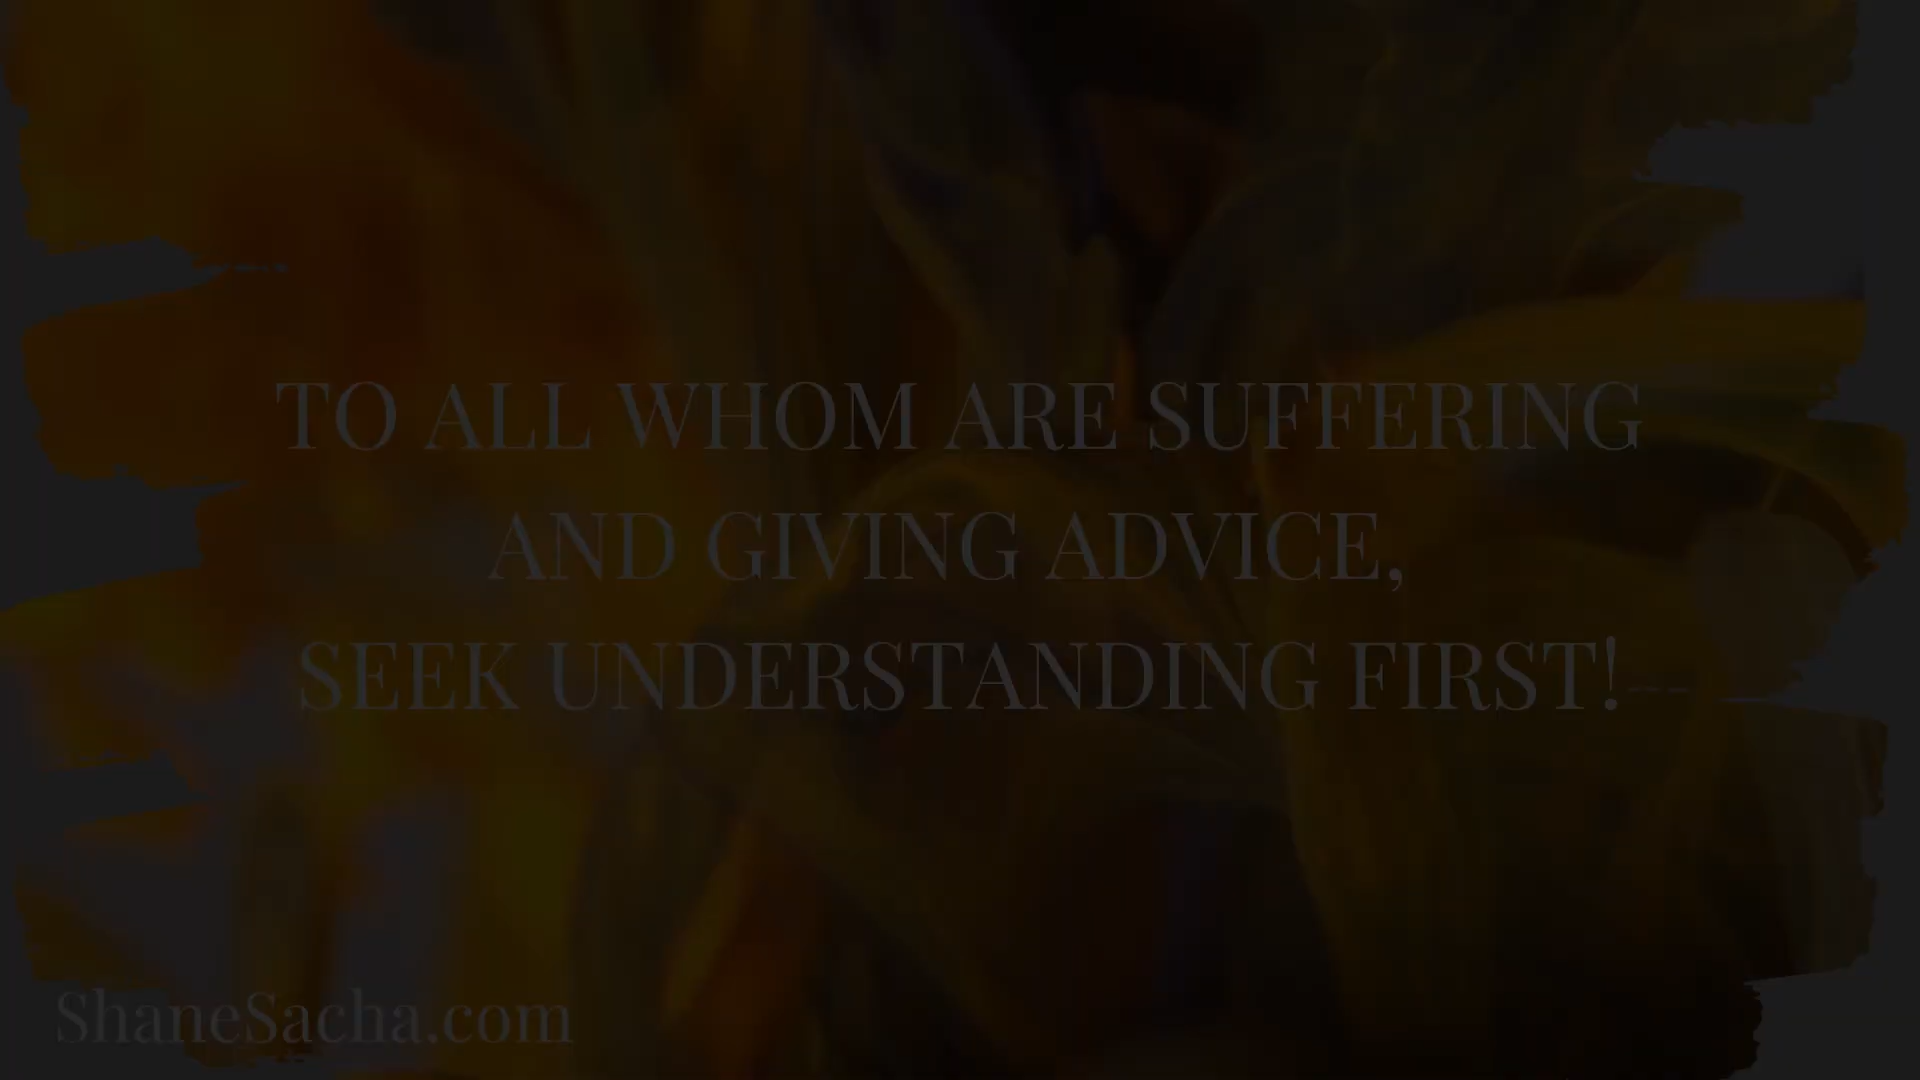 TO ALL WHOM ARE SUFFERING
AND GIVING ADVICE,
SEEK UNDERSTANDING FIRST!
ShaneSacha.com